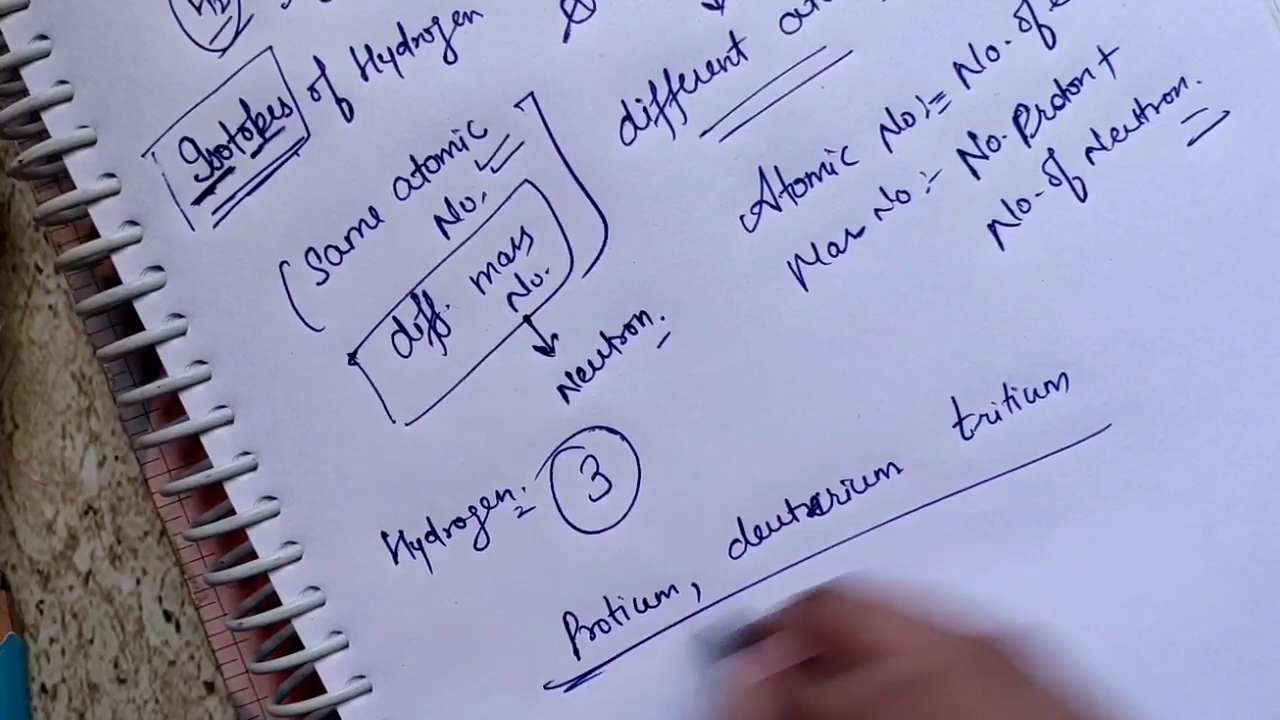 H2
Isotopes of Hydrogen
(Same atomic
No.
diff. mass
No.
Neutron.
different
Atomic No:= No. of
Mass No:- No. Proton +
No. of Neutron.
Hydrogen:= 3
Protium, deuterium tritium